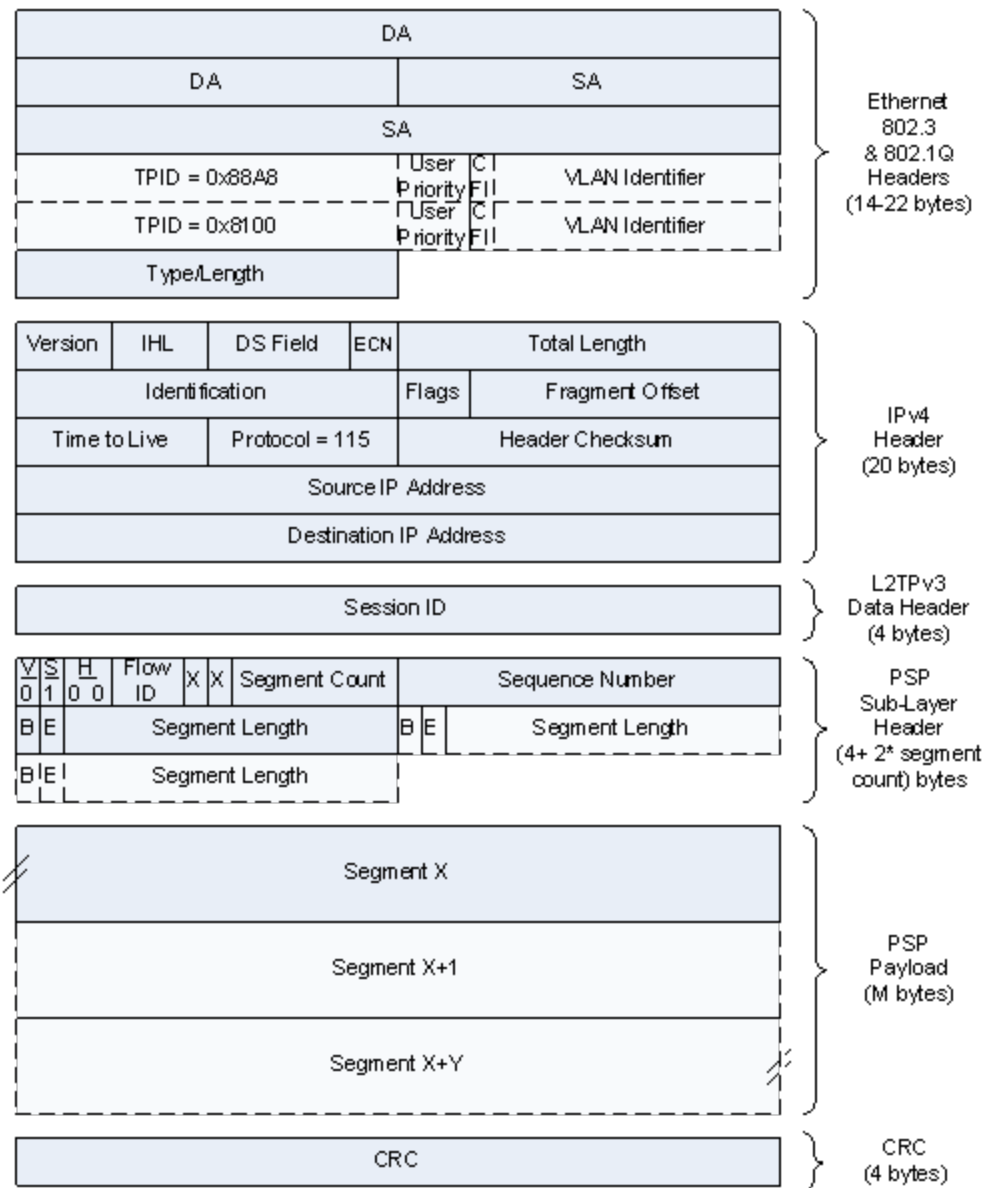 DA
DA SA
SA
TPID = 0x88A8 User Priority CFI VLAN Identifier
TPID = 0x8100 User Priority CFI VLAN Identifier
Type/Length
Ethernet
802.3
& 802.1Q
Headers
(14-22 bytes)
Version IHL DS Field ECN Total Length
Identification Flags Fragment Offset
Time to Live Protocol = 115 Header Checksum
Source IP Address
Destination IP Address
IPv4
Header
(20 bytes)
Session ID
L2TPv3
Data Header
(4 bytes)
V S H Flow ID X X Segment Count Sequence Number
0 1 0 0
B E Segment Length B E Segment Length
B E Segment Length
PSP
Sub-Layer
Header
(4+ 2* segment
count) bytes
Segment X
Segment X+1
Segment X+Y
PSP
Payload
(M bytes)
CRC
CRC
(4 bytes)